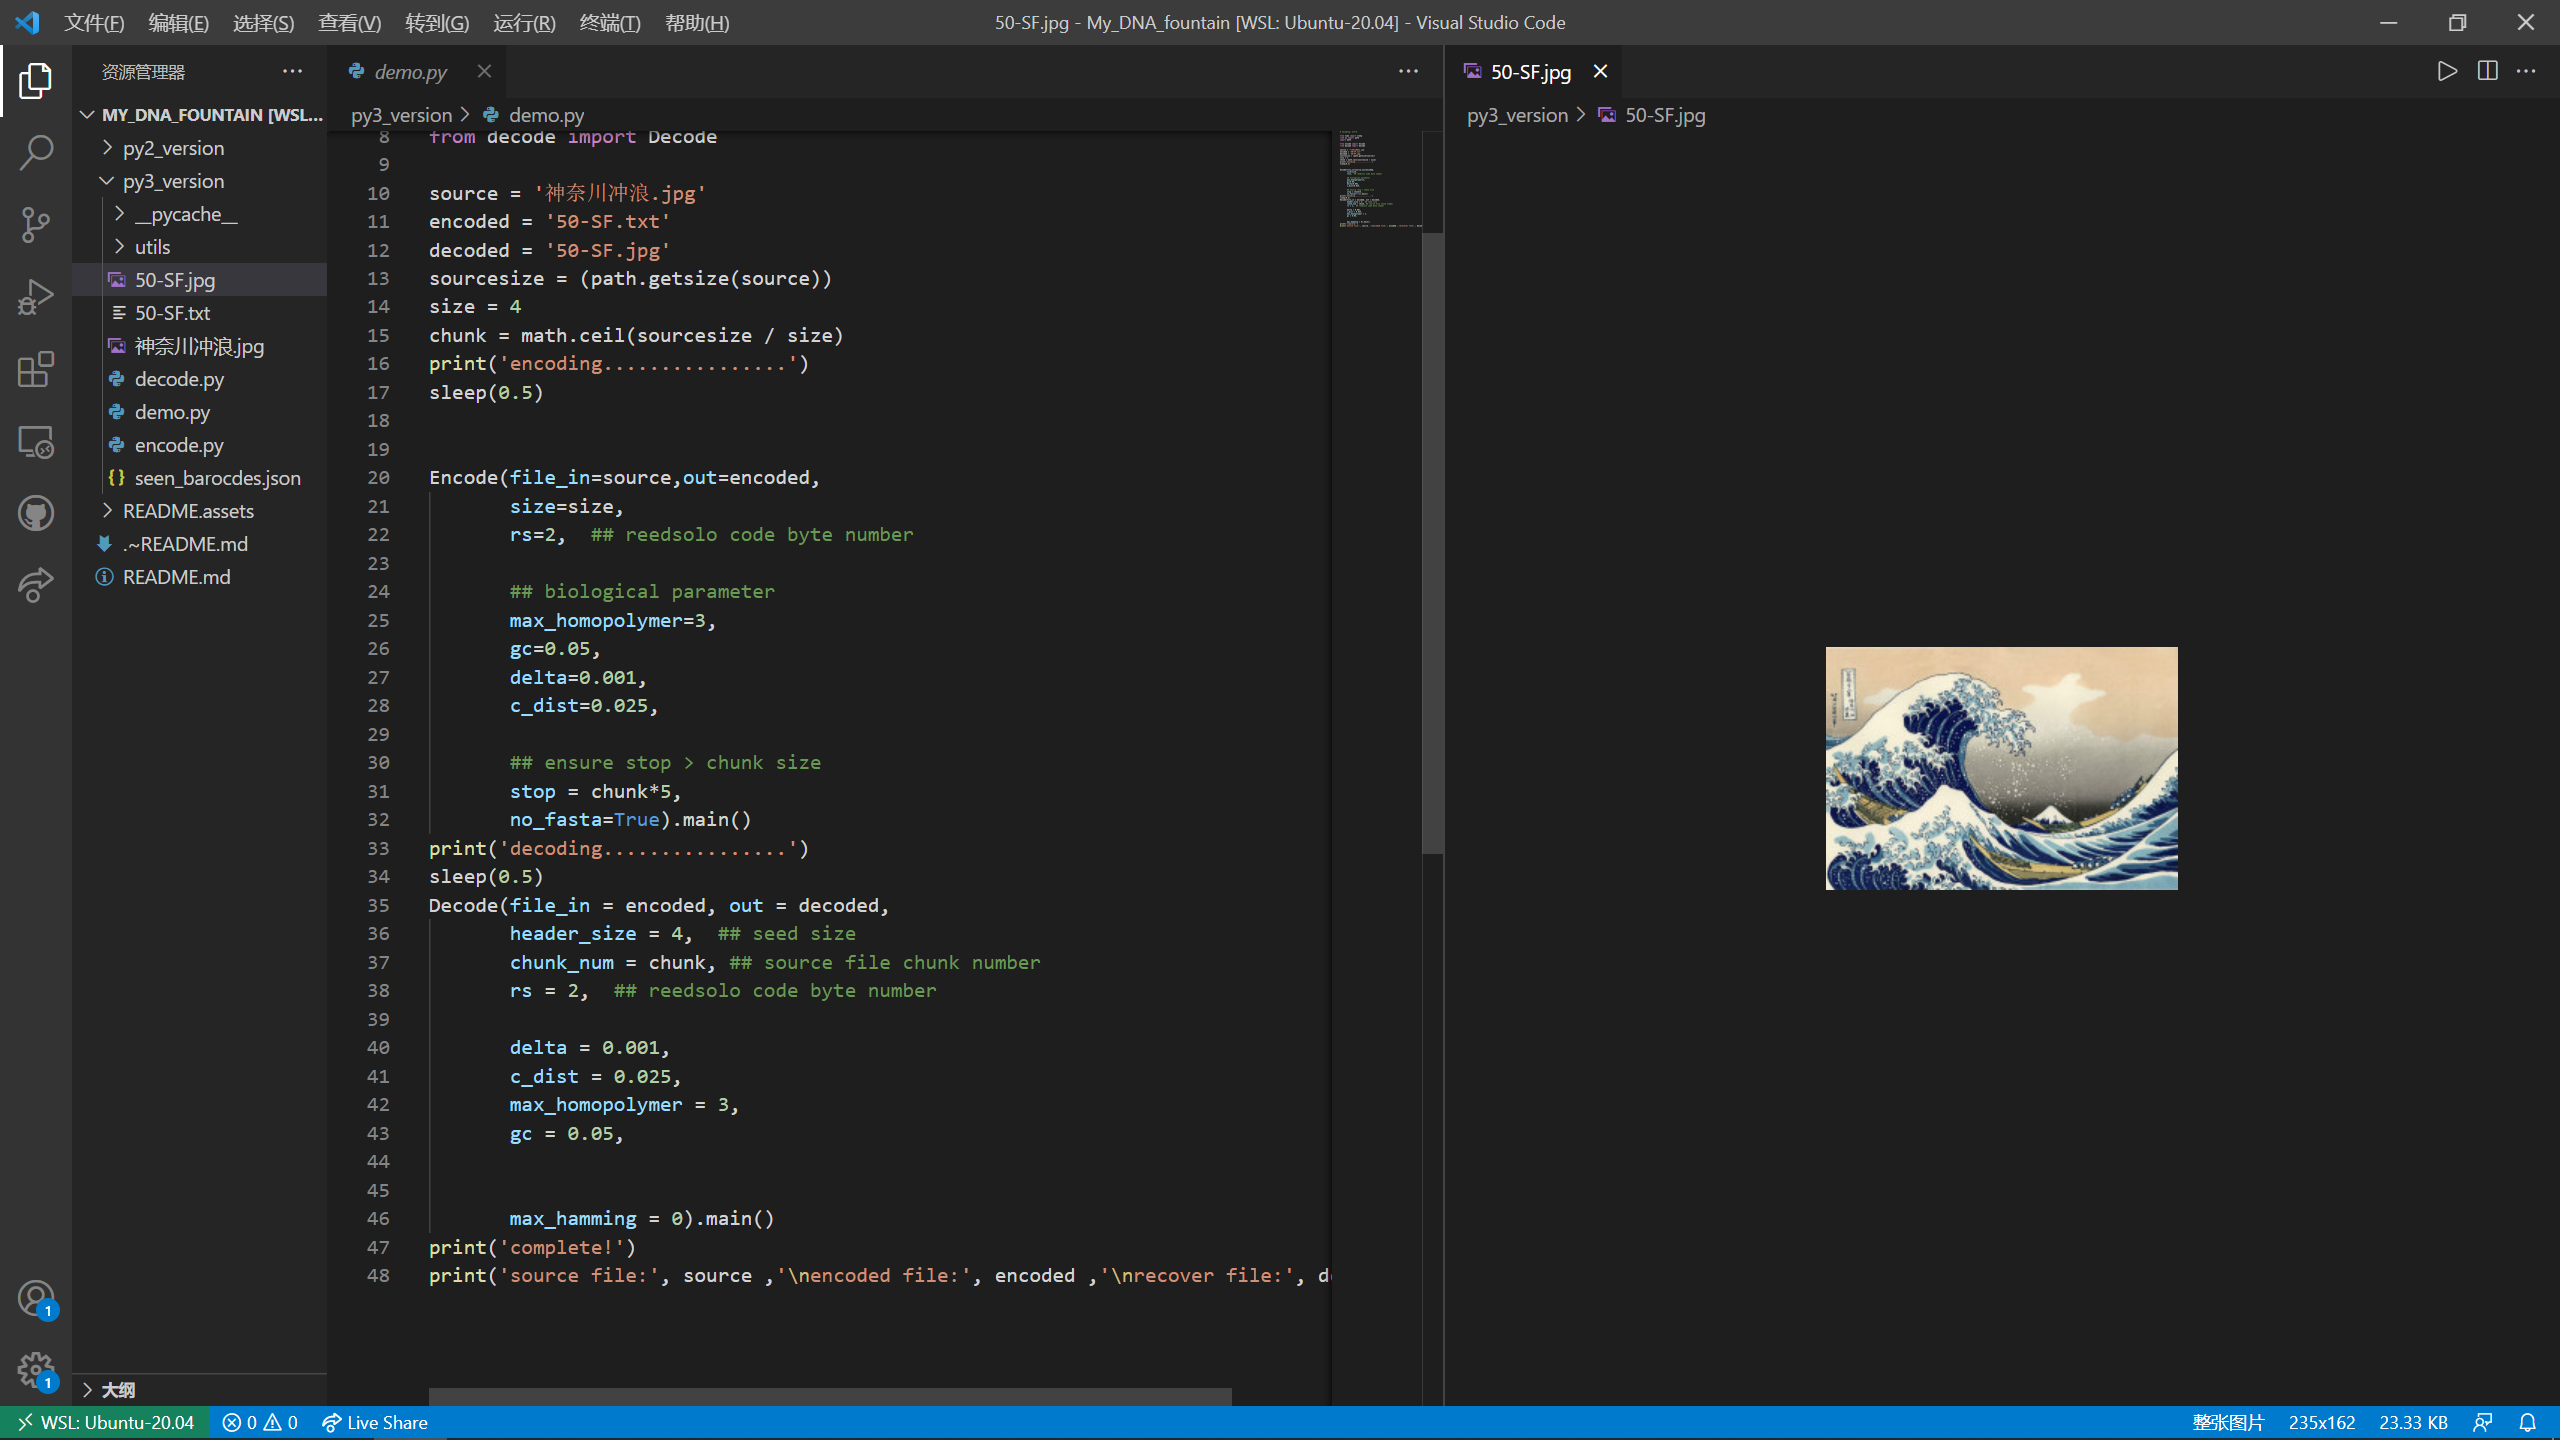 文件(F) 编辑(E) 选择(S) 查看(V) 转到(G) 运行(R) 终端(T) 帮助(H)
50-SF.jpg - My_DNA_fountain [WSL: Ubuntu-20.04] - Visual Studio Code
资源管理器
MY_DNA_FOUNTAIN [WSL...
py2_version
py3_version
__pycache__
utils
50-SF.jpg
50-SF.txt
神奈川冲浪.jpg
decode.py
demo.py
encode.py
seen_barocdes.json
README.assets
.~README.md
README.md
大纲
demo.py
py3_version > demo.py
8 from decode import Decode
9
10 source = '神奈川冲浪.jpg'
11 encoded = '50-SF.txt'
12 decoded = '50-SF.jpg'
13 sourcesize = (path.getsize(source))
14 size = 4
15 chunk = math.ceil(sourcesize / size)
16 print('encoding................')
17 sleep(0.5)
18
19
20 Encode(file_in=source,out=encoded,
21 size=size,
22 rs=2,  ## reedsolo code byte number
23
24 ## biological parameter
25 max_homopolymer=3,
26 gc=0.05,
27 delta=0.001,
28 c_dist=0.025,
29
30 ## ensure stop > chunk size
31 stop = chunk*5,
32 no_fasta=True).main()
33 print('decoding................')
34 sleep(0.5)
35 Decode(file_in = encoded, out = decoded,
36 header_size = 4,  ## seed size
37 chunk_num = chunk, ## source file chunk number
38 rs = 2,  ## reedsolo code byte number
39
40 delta = 0.001,
41 c_dist = 0.025,
42 max_homopolymer = 3,
43 gc = 0.05,
44
45
46 max_hamming = 0).main()
47 print('complete!')
48 print('source file:', source ,'\nencoded file:', encoded ,'\nrecover file:', d
50-SF.jpg
py3_version > 50-SF.jpg
1
1
WSL: Ubuntu-20.04 0 0 Live Share
整张图片 235x162 23.33 KB